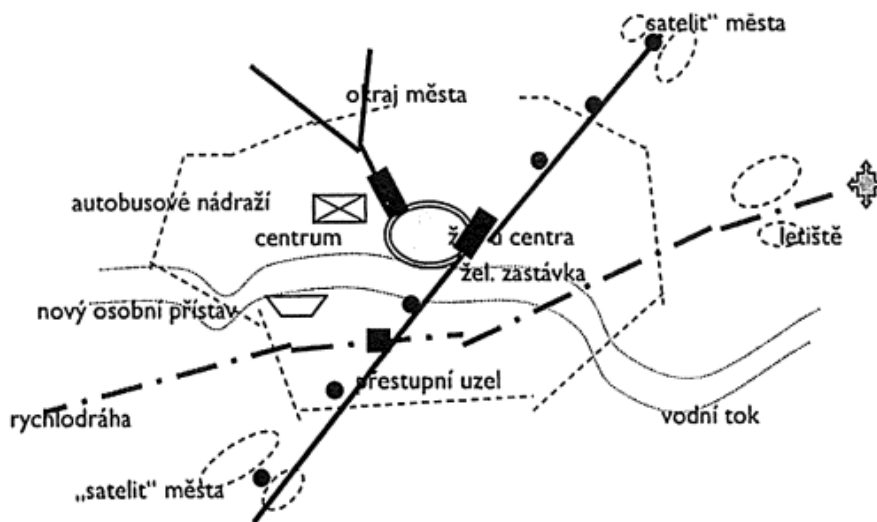 satelit“ města
okraj města
autobusové nádraží
centrum
centra
letiště
žel. zastávka
nový osobní přístav
přestupní uzel
rychlodráha
vodní tok
„satelit“ města